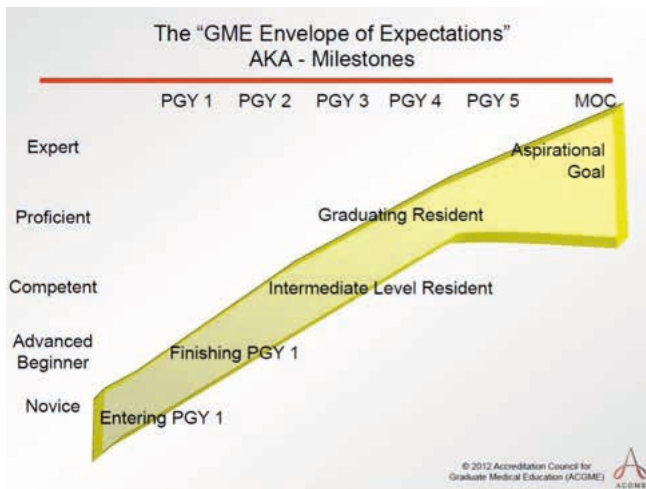 The “GME Envelope of Expectations”
AKA - Milestones
PGY 1 PGY 2 PGY 3 PGY 4 PGY 5 MOC
Expert
Aspirational
Goal
Proficient
Graduating Resident
Competent
Intermediate Level Resident
Advanced
Beginner
Finishing PGY 1
Novice
Entering PGY 1
© 2012 Accreditation Council for
Graduate Medical Education (ACGME)
ACGME